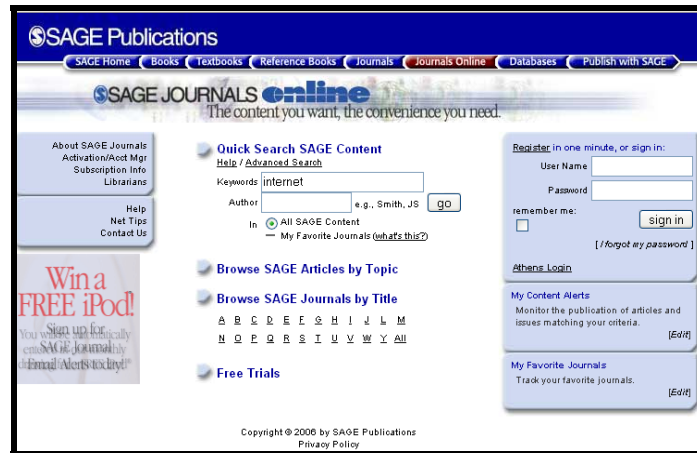 SAGE Publications
SAGE Home
Books
Textbooks
Reference Books
Journals
Journals Online
Databases
Publish with SAGE
SAGE JOURNALS online
The content you want, the convenience you need.
About SAGE Journals
Activation/Acct Mgr
Subscription Info
Librarians
Help
Net Tips
Contact Us
Win a
FREE iPod!
Sign up for
SAGE Journal
Email Alerts today!
Quick Search SAGE Content
Help / Advanced Search
Keywords internet
Author e.g., Smith, JS go
In All SAGE Content
My Favorite Journals (what's this?)
Browse SAGE Articles by Topic
Browse SAGE Journals by Title
A B C D E F G H I J L M
N O P Q R S T U V W Y All
Free Trials
Register in one minute, or sign in:
User Name
Password
remember me:
sign in
[ I forgot my password ]
Athens Login
My Content Alerts
Monitor the publication of articles and
issues matching your criteria.
[Edit]
My Favorite Journals
Track your favorite journals.
[Edit]
Copyright © 2006 by SAGE Publications
Privacy Policy